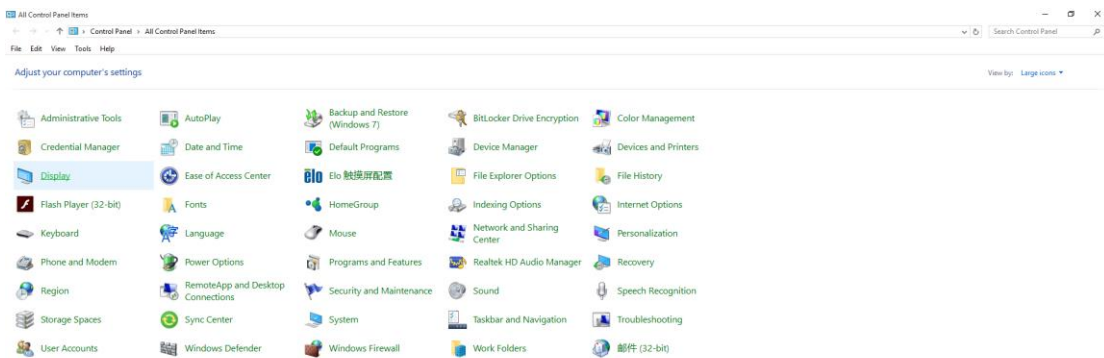 All Control Panel Items
Control Panel › All Control Panel Items
Search Control Panel
File Edit View Tools Help
Adjust your computer's settings
View by: Large icons
Administrative Tools
AutoPlay
Backup and Restore
(Windows 7)
BitLocker Drive Encryption
Color Management
Credential Manager
Date and Time
Default Programs
Device Manager
Devices and Printers
Display
Ease of Access Center
elo
Elo 触摸屏配置
File Explorer Options
File History
Flash Player (32-bit)
Fonts
HomeGroup
Indexing Options
Internet Options
Keyboard
Language
Mouse
Network and Sharing
Center
Personalization
Phone and Modem
Power Options
Programs and Features
Realtek HD Audio Manager
Recovery
Region
RemoteApp and Desktop
Connections
Security and Maintenance
Sound
Speech Recognition
Storage Spaces
Sync Center
System
Taskbar and Navigation
Troubleshooting
User Accounts
Windows Defender
Windows Firewall
Work Folders
邮件 (32-bit)